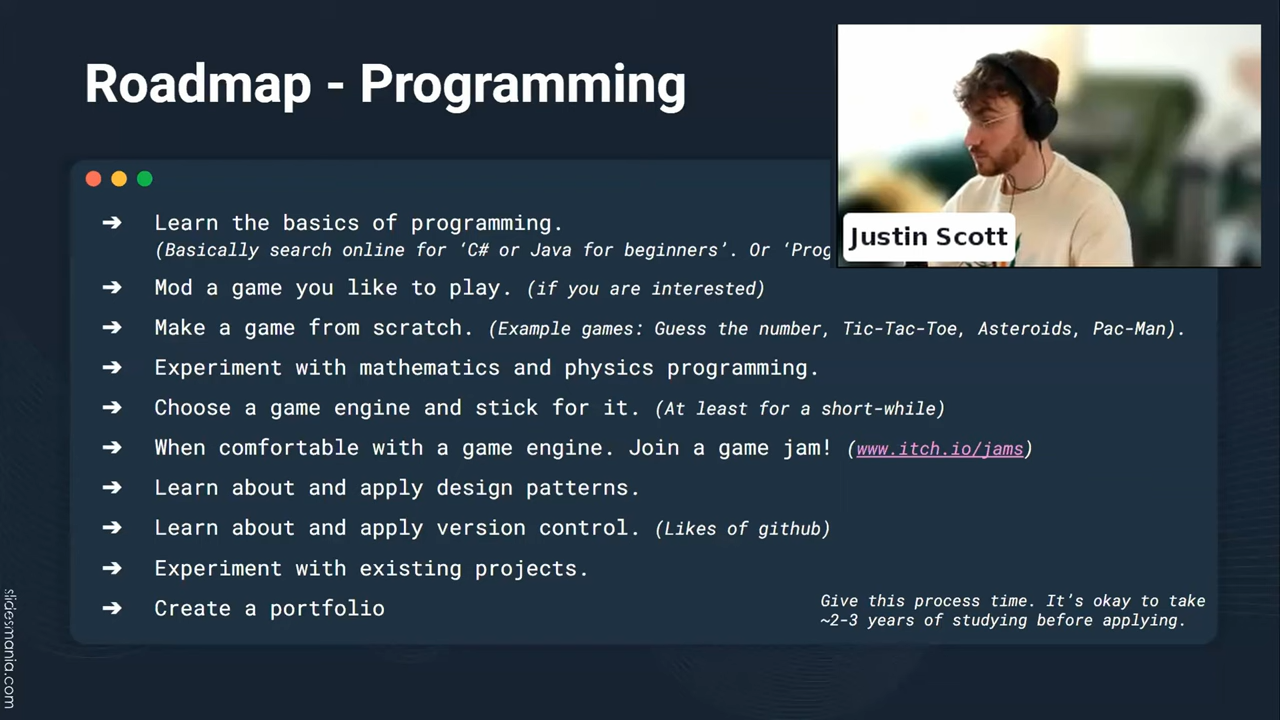 Roadmap - Programming
Justin Scott
➔ Learn the basics of programming.
(Basically search online for ‘C# or Java for beginners’. Or ‘Prog
➔ Mod a game you like to play. (if you are interested)
➔ Make a game from scratch. (Example games: Guess the number, Tic-Tac-Toe, Asteroids, Pac-Man).
➔ Experiment with mathematics and physics programming.
➔ Choose a game engine and stick for it. (At least for a short-while)
➔ When comfortable with a game engine. Join a game jam! (www.itch.io/jams)
➔ Learn about and apply design patterns.
➔ Learn about and apply version control. (Likes of github)
➔ Experiment with existing projects.
➔ Create a portfolio
Give this process time. It’s okay to take
~2-3 years of studying before applying.
slidesmania.com